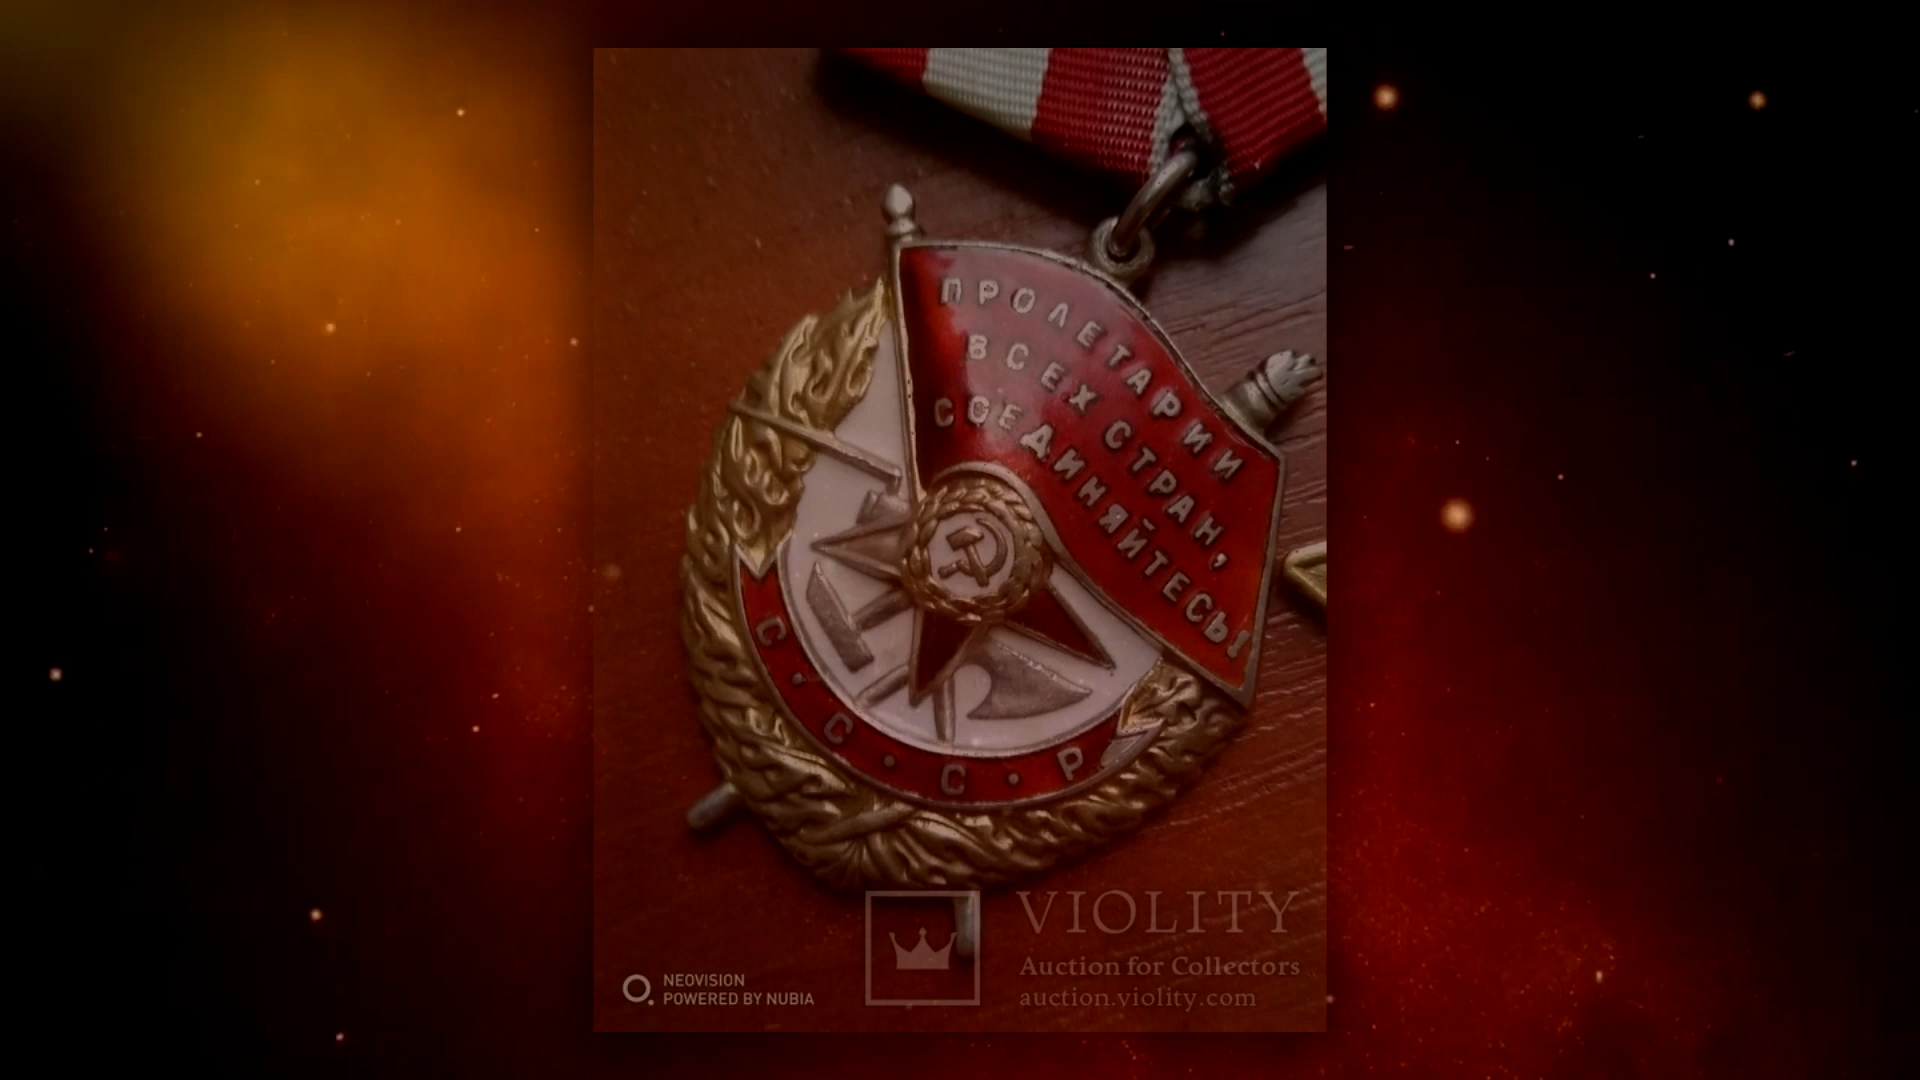 ПРОЛЕТАРИИ
ВСЕХ СТРАН,
СОЕДИНЯЙТЕСЬ!
С·С·С·Р
VIOLITY
Auction for Collectors
auction.violity.com
NEOVISION
POWERED BY NUBIA